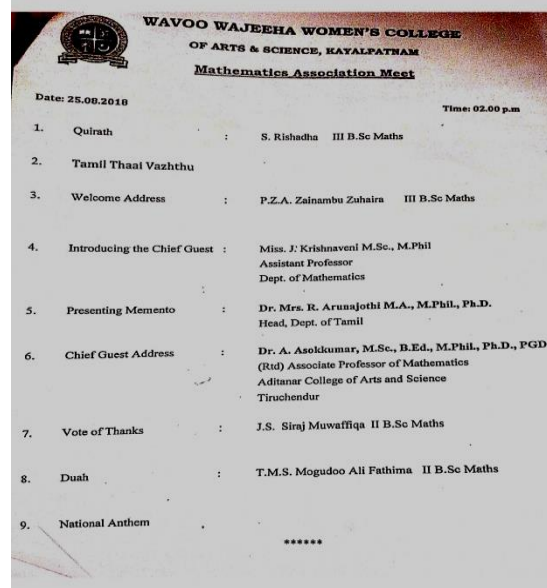 WAVOO WAJEEHA WOMEN'S COLLEGE
OF ARTS & SCIENCE, KAYALPATNAM
Mathematics Association Meet
Date: 25.08.2018
Time: 02.00 p.m
1. Quirath : S. Rishadha III B.Sc Maths
2. Tamil Thaai Vazhthu
3. Welcome Address : P.Z.A. Zainambu Zuhaira III B.Sc Maths
4. Introducing the Chief Guest : Miss. J. Krishnaveni M.Sc., M.Phil
Assistant Professor
Dept. of Mathematics
5. Presenting Memento : Dr. Mrs. R. Arunajothi M.A., M.Phil., Ph.D.
Head, Dept. of Tamil
6. Chief Guest Address : Dr. A. Asokkumar, M.Sc., B.Ed., M.Phil., Ph.D., PGD
(Rtd) Associate Professor of Mathematics
Aditanar College of Arts and Science
Tiruchendur
7. Vote of Thanks : J.S. Siraj Muwaffiqa II B.Sc Maths
8. Duah : T.M.S. Mogudoo Ali Fathima II B.Sc Maths
9. National Anthem
******